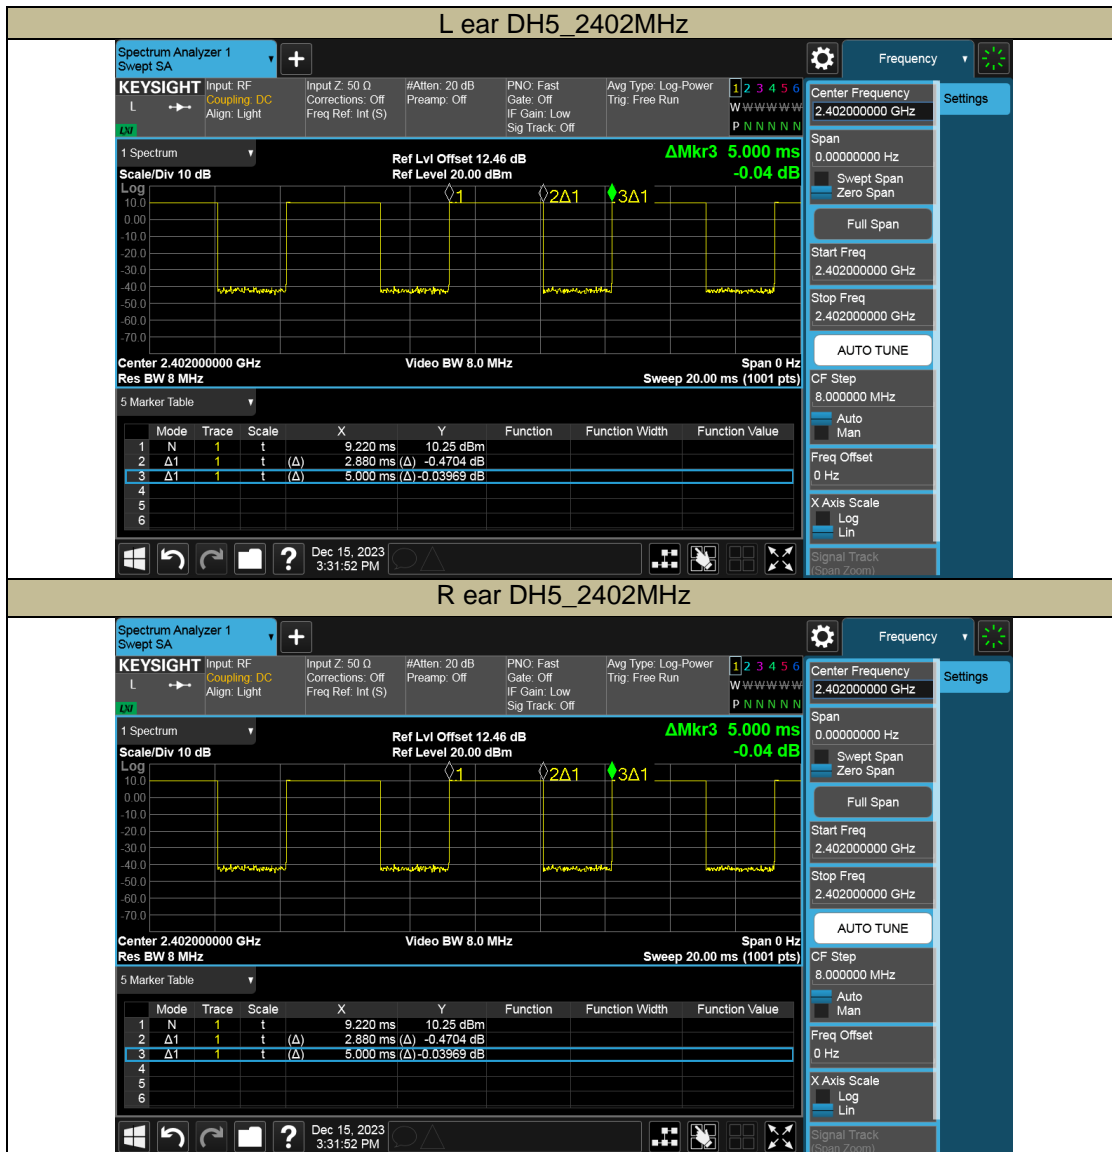 L ear DH5_2402MHz
Spectrum Analyzer 1
Swept SA
Frequency
KEYSIGHT
L
LXI
Input: RF
Coupling: DC
Align: Light
Input Z: 50 Ω
Corrections: Off
Freq Ref: Int (S)
#Atten: 20 dB
Preamp: Off
PNO: Fast
Gate: Off
IF Gain: Low
Sig Track: Off
Avg Type: Log-Power
Trig: Free Run
1 2 3 4 5 6
W W W W W W
P N N N N N
Center Frequency
2.402000000 GHz
Settings
Span
0.00000000 Hz
Swept Span
Zero Span
Full Span
Start Freq
2.402000000 GHz
Stop Freq
2.402000000 GHz
AUTO TUNE
CF Step
8.000000 MHz
Auto
Man
Freq Offset
0 Hz
X Axis Scale
Log
Lin
Signal Track
(Span Zoom)
1 Spectrum
Scale/Div 10 dB
Ref Lvl Offset 12.46 dB
Ref Level 20.00 dBm
ΔMkr3 5.000 ms
-0.04 dB
Log
10.0
0.00
-10.0
-20.0
-30.0
-40.0
-50.0
-60.0
-70.0
1
2Δ1
3Δ1
Center 2.402000000 GHz
Res BW 8 MHz
Video BW 8.0 MHz
Span 0 Hz
Sweep 20.00 ms (1001 pts)
5 Marker Table
Mode Trace Scale X Y Function Function Width Function Value
1 N 1 t 9.220 ms 10.25 dBm
2 Δ1 1 t (Δ) 2.880 ms (Δ) -0.4704 dB
3 Δ1 1 t (Δ) 5.000 ms (Δ) -0.03969 dB
4
5
6
?
Dec 15, 2023
3:31:52 PM
R ear DH5_2402MHz
Spectrum Analyzer 1
Swept SA
Frequency
KEYSIGHT
L
LXI
Input: RF
Coupling: DC
Align: Light
Input Z: 50 Ω
Corrections: Off
Freq Ref: Int (S)
#Atten: 20 dB
Preamp: Off
PNO: Fast
Gate: Off
IF Gain: Low
Sig Track: Off
Avg Type: Log-Power
Trig: Free Run
1 2 3 4 5 6
W W W W W W
P N N N N N
Center Frequency
2.402000000 GHz
Settings
Span
0.00000000 Hz
Swept Span
Zero Span
Full Span
Start Freq
2.402000000 GHz
Stop Freq
2.402000000 GHz
AUTO TUNE
CF Step
8.000000 MHz
Auto
Man
Freq Offset
0 Hz
X Axis Scale
Log
Lin
Signal Track
(Span Zoom)
1 Spectrum
Scale/Div 10 dB
Ref Lvl Offset 12.46 dB
Ref Level 20.00 dBm
ΔMkr3 5.000 ms
-0.04 dB
Log
10.0
0.00
-10.0
-20.0
-30.0
-40.0
-50.0
-60.0
-70.0
1
2Δ1
3Δ1
Center 2.402000000 GHz
Res BW 8 MHz
Video BW 8.0 MHz
Span 0 Hz
Sweep 20.00 ms (1001 pts)
5 Marker Table
Mode Trace Scale X Y Function Function Width Function Value
1 N 1 t 9.220 ms 10.25 dBm
2 Δ1 1 t (Δ) 2.880 ms (Δ) -0.4704 dB
3 Δ1 1 t (Δ) 5.000 ms (Δ) -0.03969 dB
4
5
6
?
Dec 15, 2023
3:31:52 PM